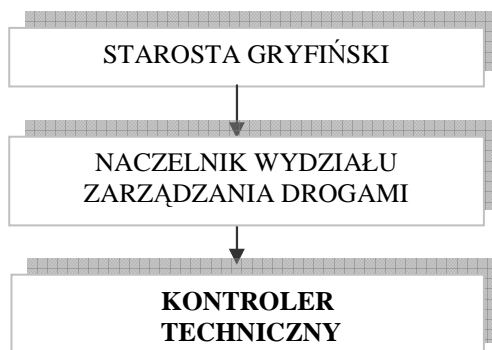 STAROSTA GRYFIŃSKI
NACZELNIK WYDZIAŁU
ZARZĄDZANIA DROGAMI
KONTROLER
TECHNICZNY